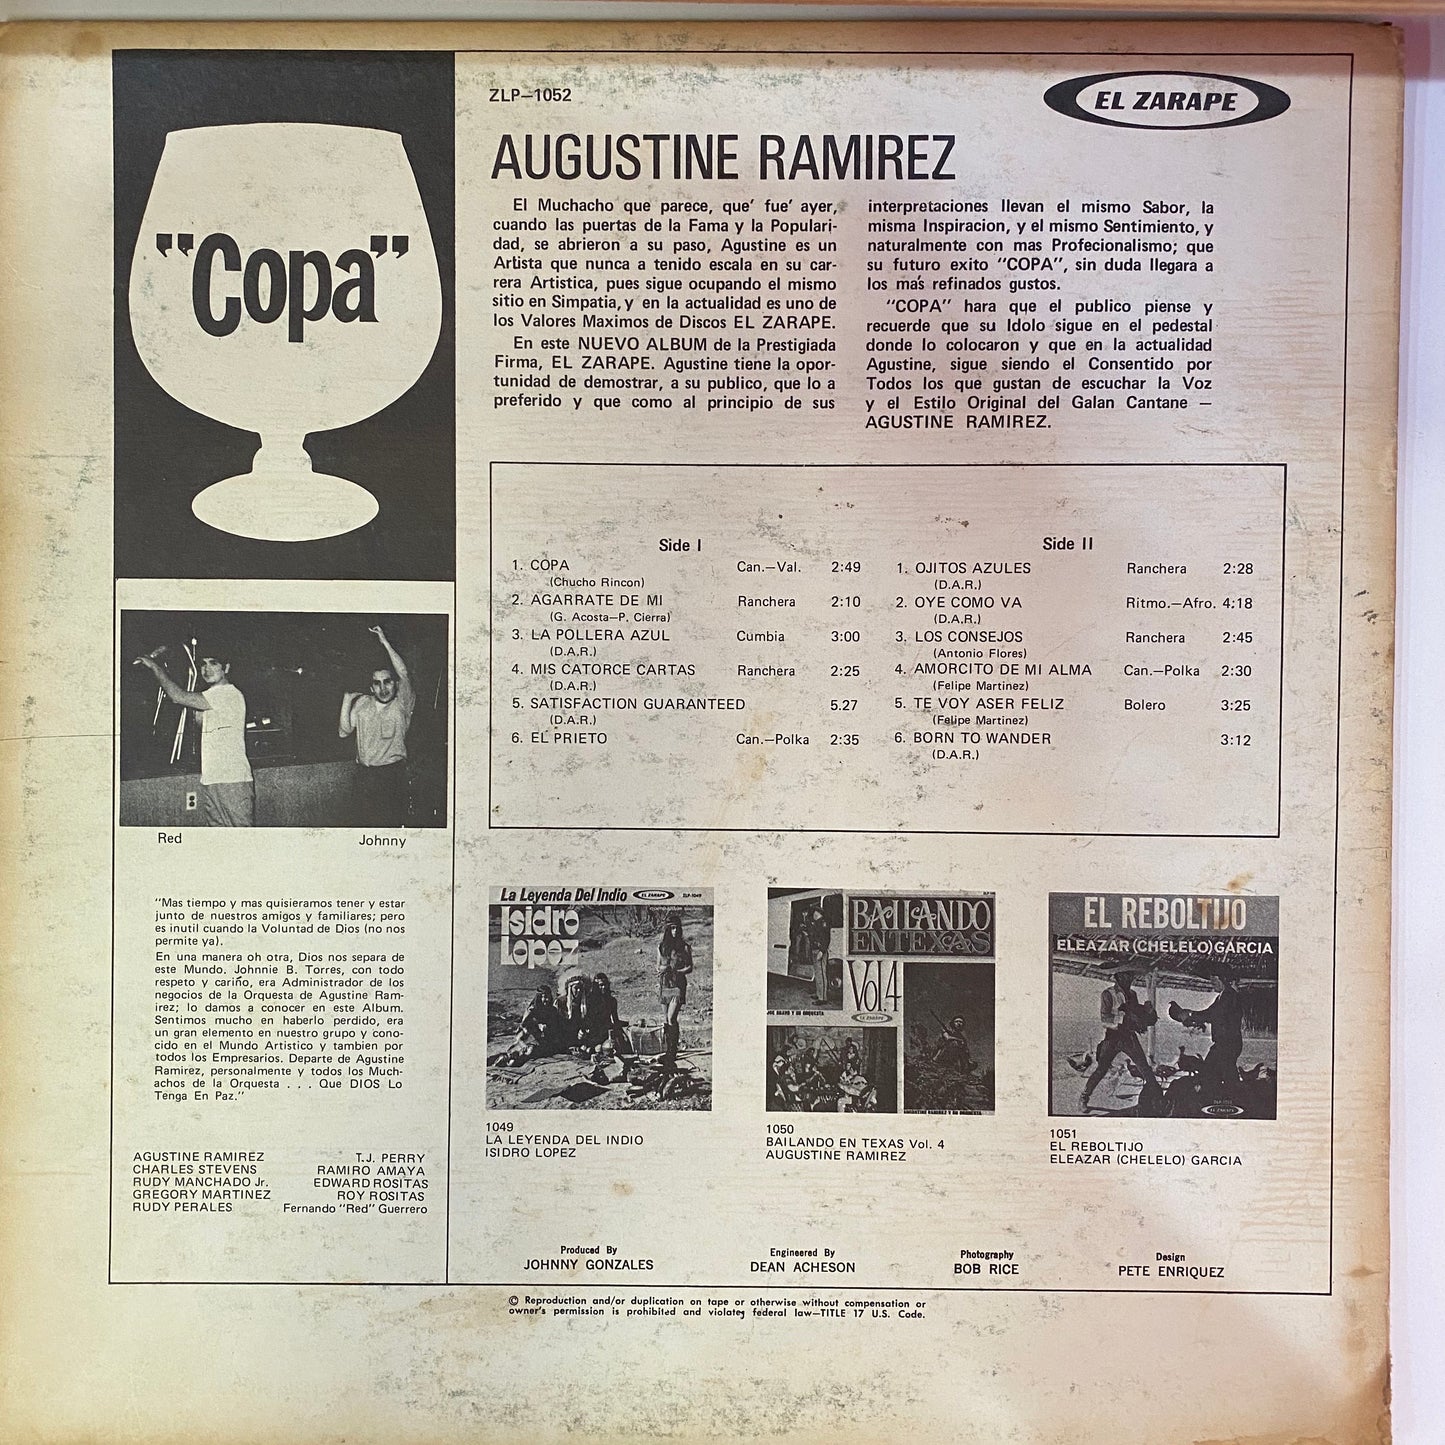 ZLP–1052
EL ZARAPE
"Copa"
AUGUSTINE RAMIREZ
El Muchacho que parece, que' fue' ayer,
cuando las puertas de la Fama y la Populari-
dad, se abrieron a su paso, Agustine es un
Artista que nunca a tenido escala en su car-
rera Artistica, pues sigue ocupando el mismo
sitio en Simpatia, y en la actualidad es uno de
los Valores Maximos de Discos EL ZARAPE.
En este NUEVO ALBUM de la Prestigiada
Firma, EL ZARAPE. Agustine tiene la opor-
tunidad de demostrar, a su publico, que lo a
preferido y que como al principio de sus
interpretaciones llevan el mismo Sabor, la
misma Inspiracion, y el mismo Sentimiento, y
naturalmente con mas Profecionalismo; que
su futuro exito "COPA", sin duda llegara a
los más refinados gustos.
"COPA" hara que el publico piense y
recuerde que su Idolo sigue en el pedestal
donde lo colocaron y que en la actualidad
Agustine, sigue siendo el Consentido por
Todos los que gustan de escuchar la Voz
y el Estilo Original del Galan Cantane —
AGUSTINE RAMIREZ.
Side I
1. COPA Can.–Val. 2:49
(Chucho Rincon)
2. AGARRATE DE MI Ranchera 2:10
(G. Acosta–P. Cierra)
3. LA POLLERA AZUL Cumbia 3:00
(D.A.R.)
4. MIS CATORCE CARTAS Ranchera 2:25
(D.A.R.)
5. SATISFACTION GUARANTEED 5.27
(D.A.R.)
6. EL PRIETO Can.–Polka 2:35
Side II
1. OJITOS AZULES Ranchera 2:28
(D.A.R.)
2. OYE COMO VA Ritmo.–Afro. 4:18
(D.A.R.)
3. LOS CONSEJOS Ranchera 2:45
(Antonio Flores)
4. AMORCITO DE MI ALMA Can.–Polka 2:30
(Felipe Martinez)
5. TE VOY ASER FELIZ Bolero 3:25
(Felipe Martinez)
6. BORN TO WANDER 3:12
(D.A.R.)
Red Johnny
"Mas tiempo y mas quisieramos tener y estar
junto de nuestros amigos y familiares; pero
es inutil cuando la Voluntad de Dios (no nos
permite ya).
En una manera oh otra, Dios nos separa de
este Mundo. Johnnie B. Torres, con todo
respeto y cariño, era Administrador de los
negocios de la Orquesta de Agustine Ram-
irez; lo damos a conocer en este Album.
Sentimos mucho en haberlo perdido, era
un gran elemento en nuestro grupo y cono-
cido en el Mundo Artistico y tambien por
todos los Empresarios. Departe de Agustine
Ramirez, personalmente y todos los Much-
achos de la Orquesta . . . Que DIOS Lo
Tenga En Paz."
AGUSTINE RAMIREZ T.J. PERRY
CHARLES STEVENS RAMIRO AMAYA
RUDY MANCHADO Jr. EDWARD ROSITAS
GREGORY MARTINEZ ROY ROSITAS
RUDY PERALES Fernando "Red" Guerrero
La Leyenda Del Indio EL ZARAPE ZLP-1049
Isidro
Lopez
1049
LA LEYENDA DEL INDIO
ISIDRO LOPEZ
BAILANDO
EN TEXAS
Vol. 4
EL ZARAPE
AGUSTINE RAMIREZ Y SU ORQUESTA
1050
BAILANDO EN TEXAS Vol. 4
AUGUSTINE RAMIREZ
EL REBOLTIJO
ELEAZAR (CHELELO) GARCIA
EL ZARAPE
1051
EL REBOLTIJO
ELEAZAR (CHELELO) GARCIA
Produced By
JOHNNY GONZALES
Engineered By
DEAN ACHESON
Photography
BOB RICE
Design
PETE ENRIQUEZ
© Reproduction and/or duplication on tape or otherwise without compensation or
owner's permission is prohibited and violates federal law—TITLE 17 U.S. Code.